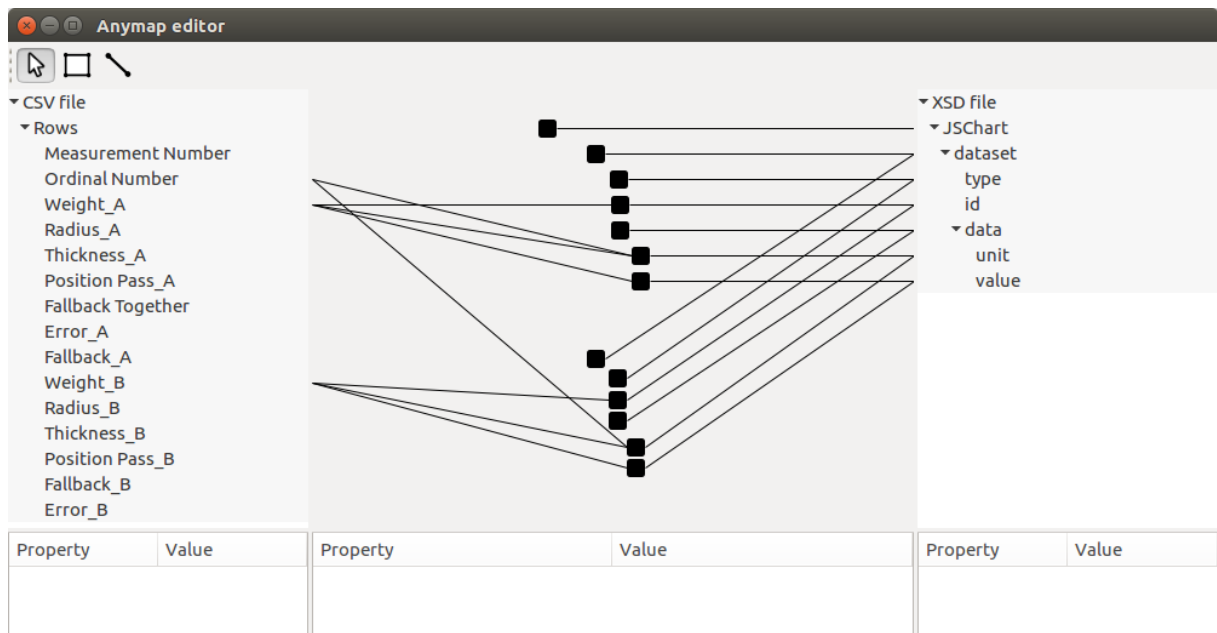 Anymap editor
CSV file
Rows
Measurement Number
Ordinal Number
Weight_A
Radius_A
Thickness_A
Position Pass_A
Fallback Together
Error_A
Fallback_A
Weight_B
Radius_B
Thickness_B
Position Pass_B
Fallback_B
Error_B
XSD file
JSChart
dataset
type
id
data
unit
value
Property Value
Property Value
Property Value